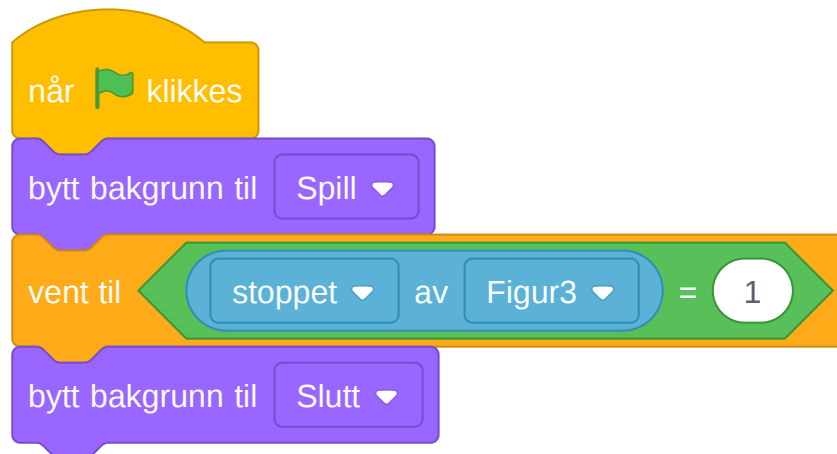 når klikkes
bytt bakgrunn til Spill
vent til stoppet av Figur3 = 1
bytt bakgrunn til Slutt